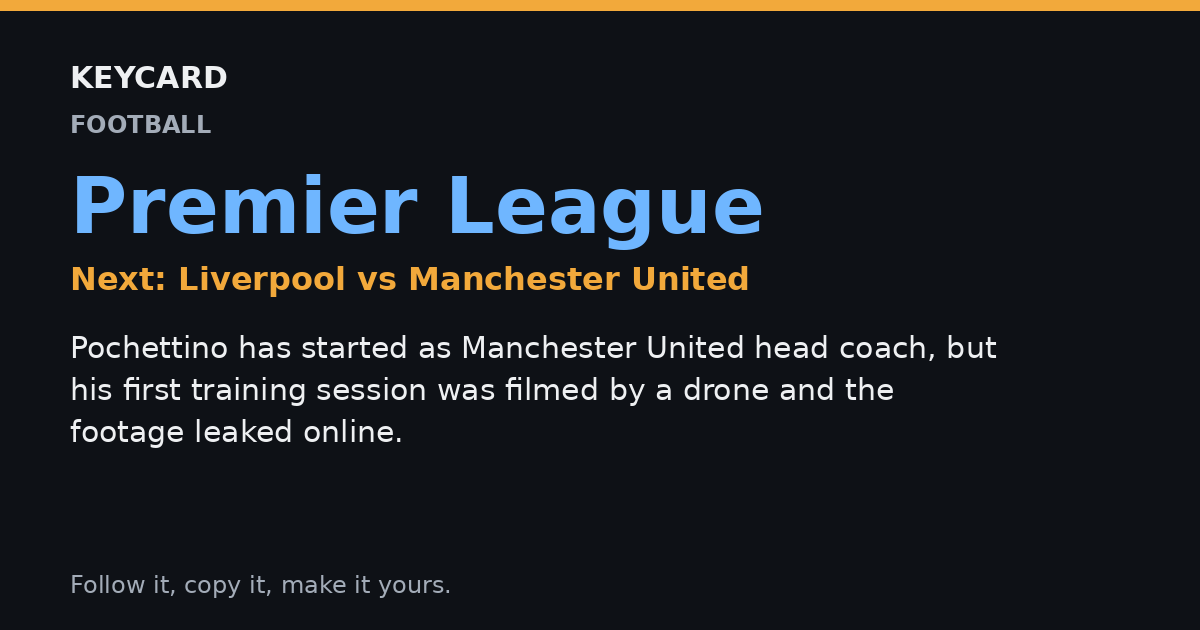 KEYCARD
FOOTBALL
Premier League
Next: Liverpool vs Manchester United
Pochettino has started as Manchester United head coach, but
his first training session was filmed by a drone and the
footage leaked online.
Follow it, copy it, make it yours.